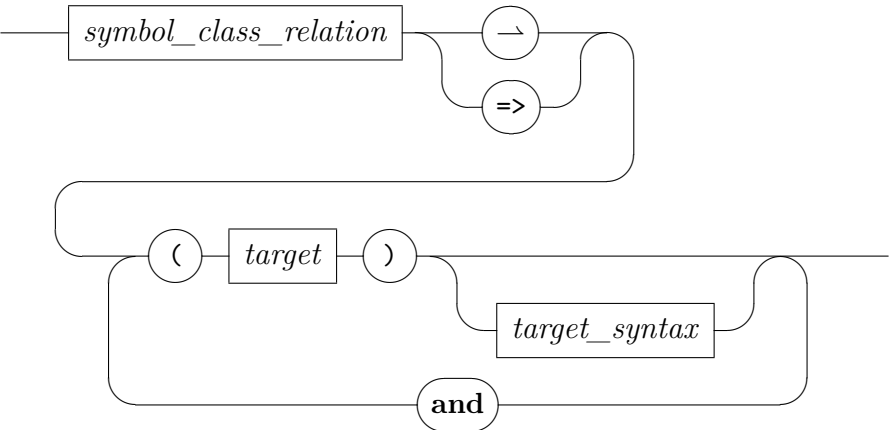 symbol_class_relation ⇀
=>
( target )
target_syntax
and